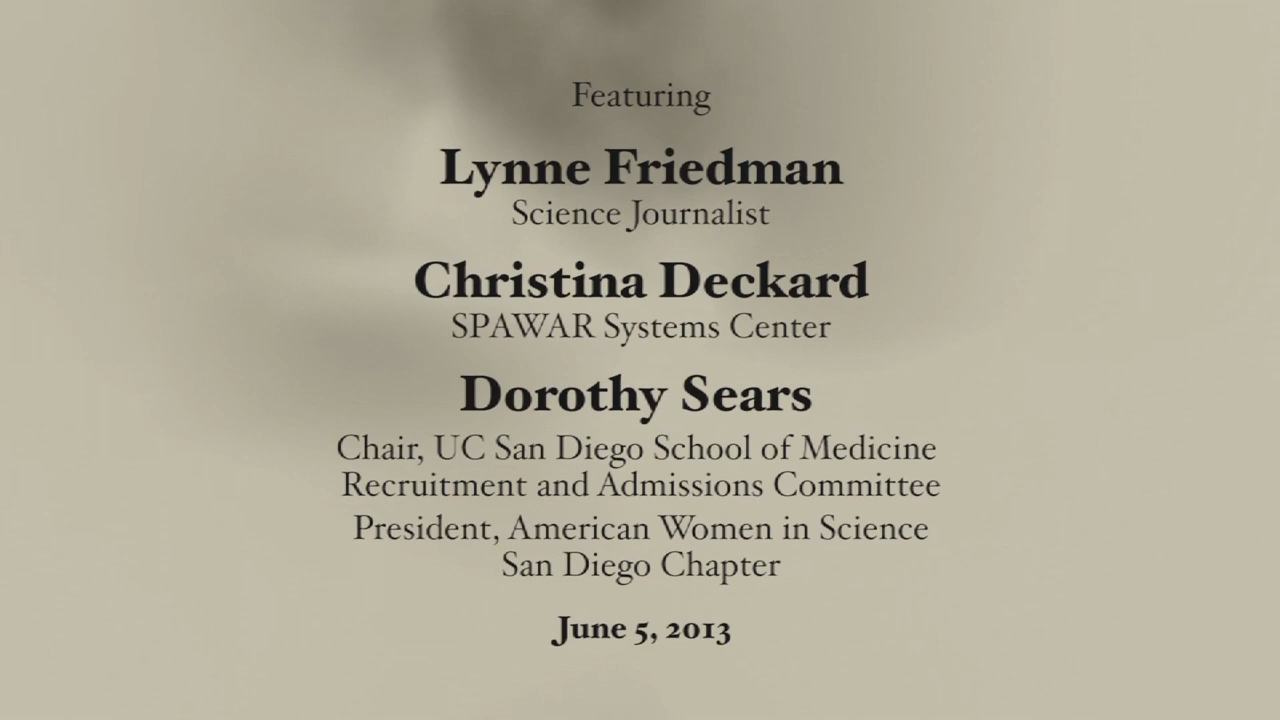 Featuring
Lynne Friedman
Science Journalist
Christina Deckard
SPAWAR Systems Center
Dorothy Sears
Chair, UC San Diego School of Medicine
Recruitment and Admissions Committee
President, American Women in Science
San Diego Chapter
June 5, 2013